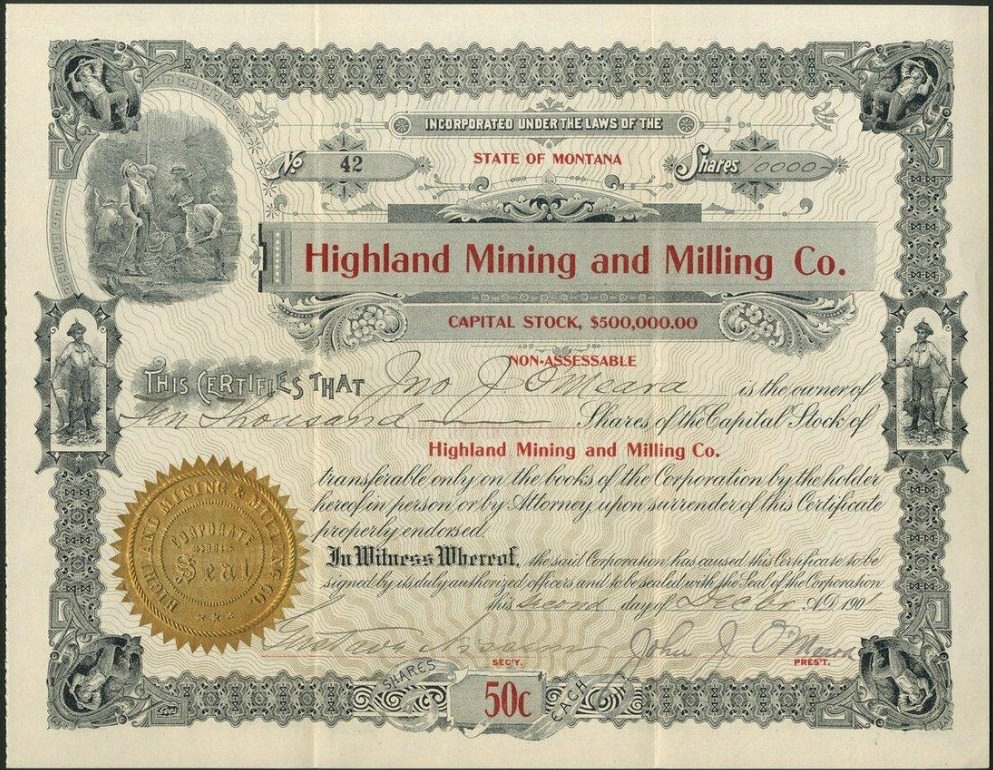 INCORPORATED UNDER THE LAWS OF THE
No 42 STATE OF MONTANA Shares 10000-
Highland Mining and Milling Co.
CAPITAL STOCK, $500,000.00
NON-ASSESSABLE
THIS CERTIFIES THAT Jno J O'Meara is the owner of
Ten Thousand Shares of the Capital Stock of
Highland Mining and Milling Co.
transferable only on the books of the Corporation by the holder
hereof in person or by Attorney upon surrender of this Certificate
properly endorsed.
In Witness Whereof, the said Corporation has caused this Certificate to be
signed by its duly authorized officers and to be sealed with the Seal of the Corporation
this second day of Decbr A.D. 1901
HIGHLAND MINING & MILLING CO.
CORPORATE
Seal
John J O'Meara
SEC'Y. PRES'T.
SHARES 50c EACH